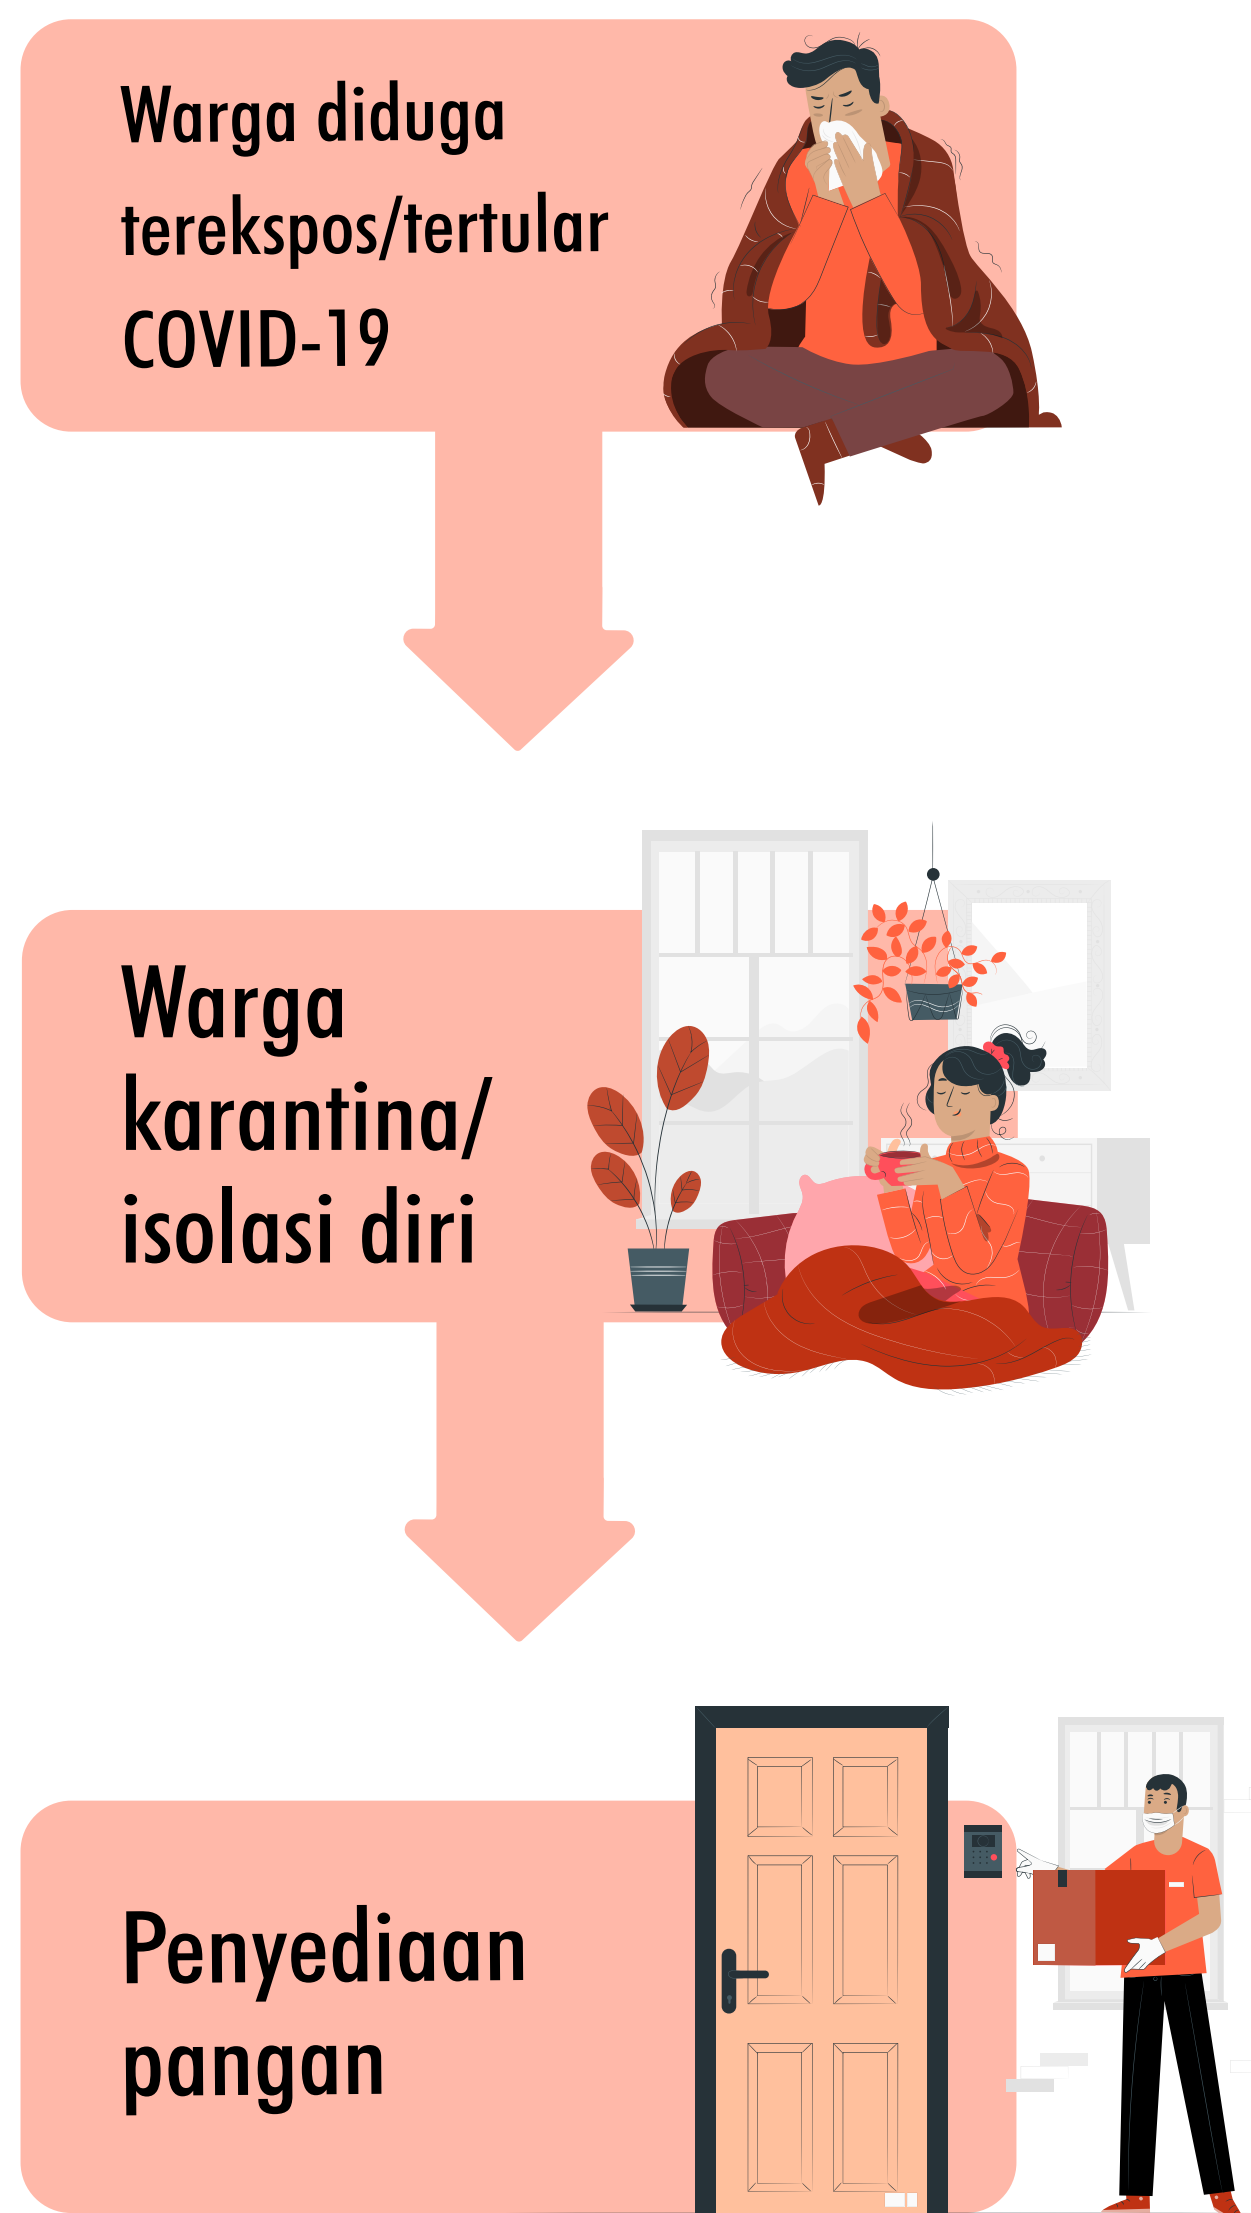 Warga diduga
terekspos/tertular
COVID-19
Warga
karantina/
isolasi diri
Penyediaan
pangan